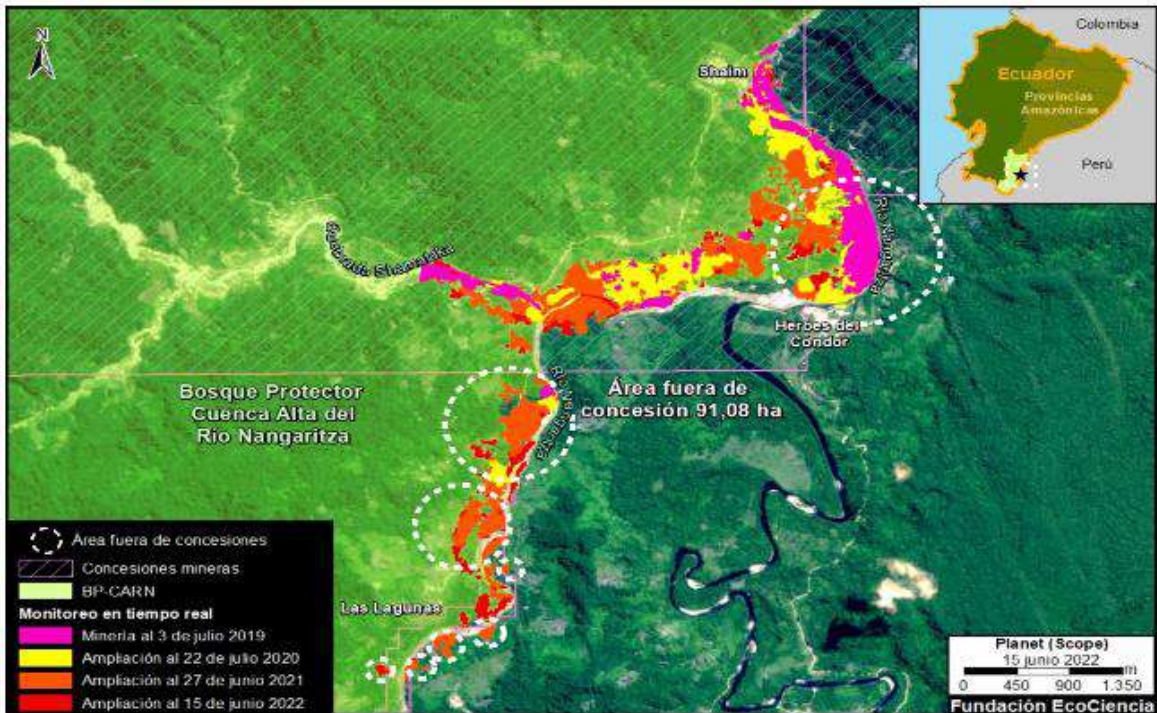 N
Colombia
Ecuador
Provincias
Amazónicas
Perú
Shaim
Río Nangaritza
Quebrada Shamataka
Heroes del
Cóndor
Bosque Protector
Cuenca Alta del
Río Nangaritza
Río Nangaritza
Área fuera de
concesión 91,08 ha
Área fuera de concesiones
Concesiones mineras
BP-CARN
Monitoreo en tiempo real
Minería al 3 de julio 2019
Ampliación al 22 de julio 2020
Ampliación al 27 de junio 2021
Ampliación al 15 de junio 2022
Las Lagunas
Planet (Scope)
15 junio 2022
m
0 450 900 1.350
Fundación EcoCiencia